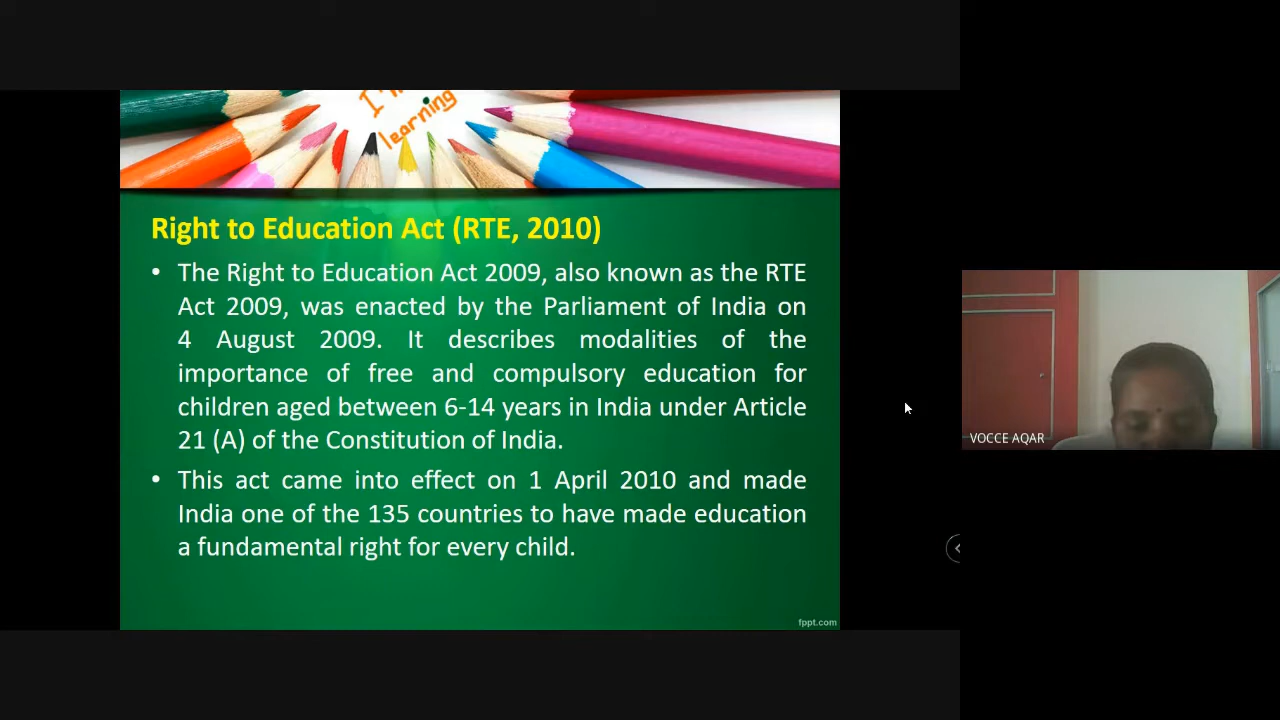 I'm
learning
Right to Education Act (RTE, 2010)
• The Right to Education Act 2009, also known as the RTE
Act 2009, was enacted by the Parliament of India on
4 August 2009. It describes modalities of the
importance of free and compulsory education for
children aged between 6-14 years in India under Article
21 (A) of the Constitution of India.
• This act came into effect on 1 April 2010 and made
India one of the 135 countries to have made education
a fundamental right for every child.
fppt.com
VOCCE AQAR